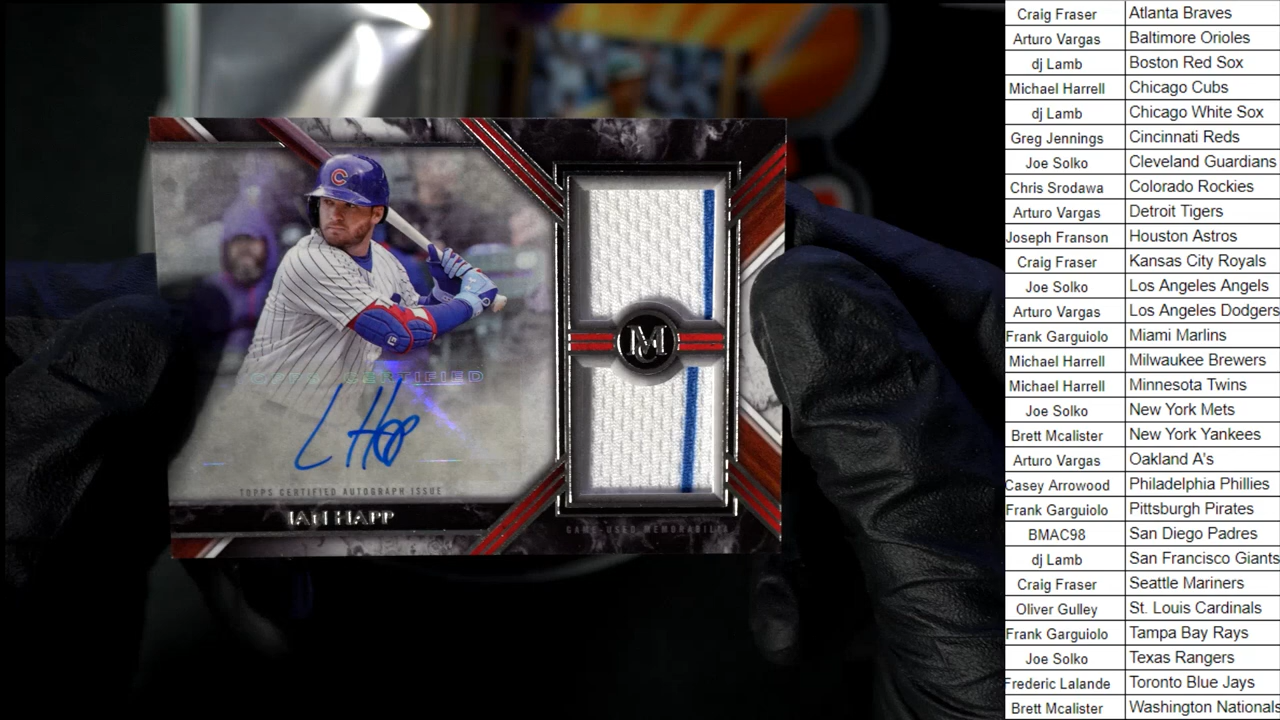 C
TOPPS CERTIFIED
Ian Happ
TOPPS CERTIFIED AUTOGRAPH ISSUE
IAN HAPP
M
GAME-USED MEMORABILIA
Craig Fraser Atlanta Braves
Arturo Vargas Baltimore Orioles
dj Lamb Boston Red Sox
Michael Harrell Chicago Cubs
dj Lamb Chicago White Sox
Greg Jennings Cincinnati Reds
Joe Solko Cleveland Guardians
Chris Srodawa Colorado Rockies
Arturo Vargas Detroit Tigers
Joseph Franson Houston Astros
Craig Fraser Kansas City Royals
Joe Solko Los Angeles Angels
Arturo Vargas Los Angeles Dodgers
Frank Garguiolo Miami Marlins
Michael Harrell Milwaukee Brewers
Michael Harrell Minnesota Twins
Joe Solko New York Mets
Brett Mcalister New York Yankees
Arturo Vargas Oakland A's
Casey Arrowood Philadelphia Phillies
Frank Garguiolo Pittsburgh Pirates
BMAC98 San Diego Padres
dj Lamb San Francisco Giants
Craig Fraser Seattle Mariners
Oliver Gulley St. Louis Cardinals
Frank Garguiolo Tampa Bay Rays
Joe Solko Texas Rangers
Frederic Lalande Toronto Blue Jays
Brett Mcalister Washington Nationals